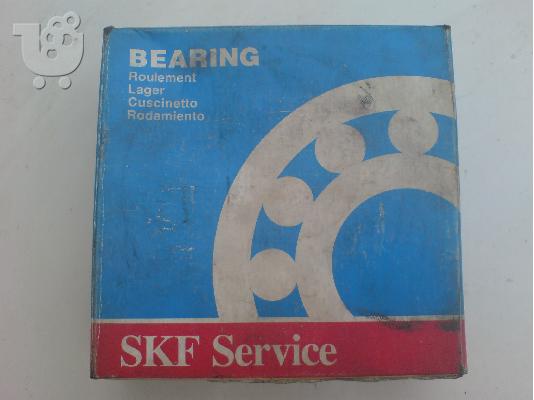 BEARING
Roulement
Lager
Cuscinetto
Rodamiento
SKF Service